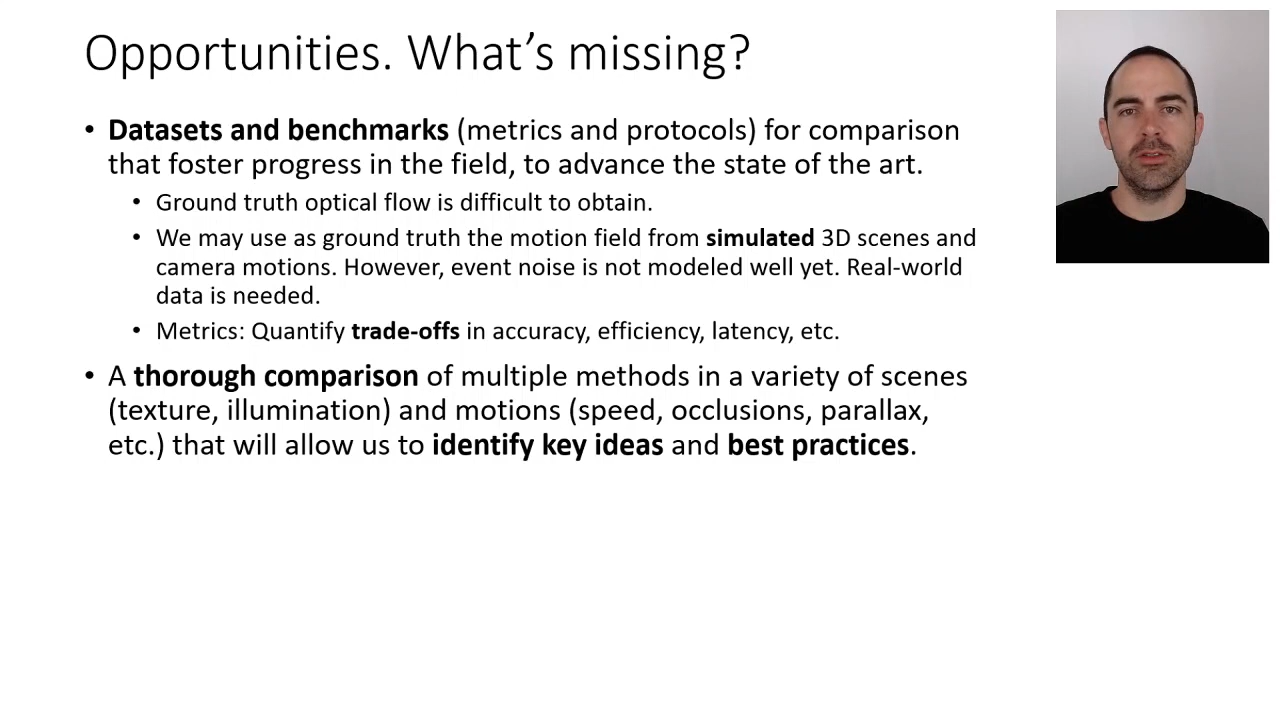 Opportunities. What’s missing?
• Datasets and benchmarks (metrics and protocols) for comparison
that foster progress in the field, to advance the state of the art.
• Ground truth optical flow is difficult to obtain.
• We may use as ground truth the motion field from simulated 3D scenes and
camera motions. However, event noise is not modeled well yet. Real-world
data is needed.
• Metrics: Quantify trade-offs in accuracy, efficiency, latency, etc.
• A thorough comparison of multiple methods in a variety of scenes
(texture, illumination) and motions (speed, occlusions, parallax,
etc.) that will allow us to identify key ideas and best practices.